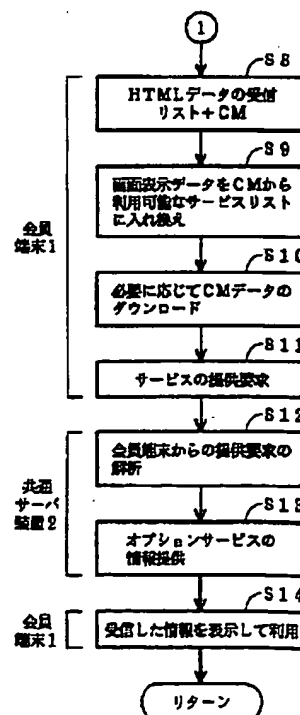 1
S8
HTMLデータの受信
リスト+CM
S9
画面表示データをCMから
利用可能なサービスリスト
に入れ換え
会員
端末1
S10
必要に応じてCMデータの
ダウンロード
S11
サービスの提供要求
S12
会員端末からの提供要求の
解析
共通
サーバ
装置2
S13
オプションサービスの
情報提供
S14
会員
端末1
受信した情報を表示して利用
リターン